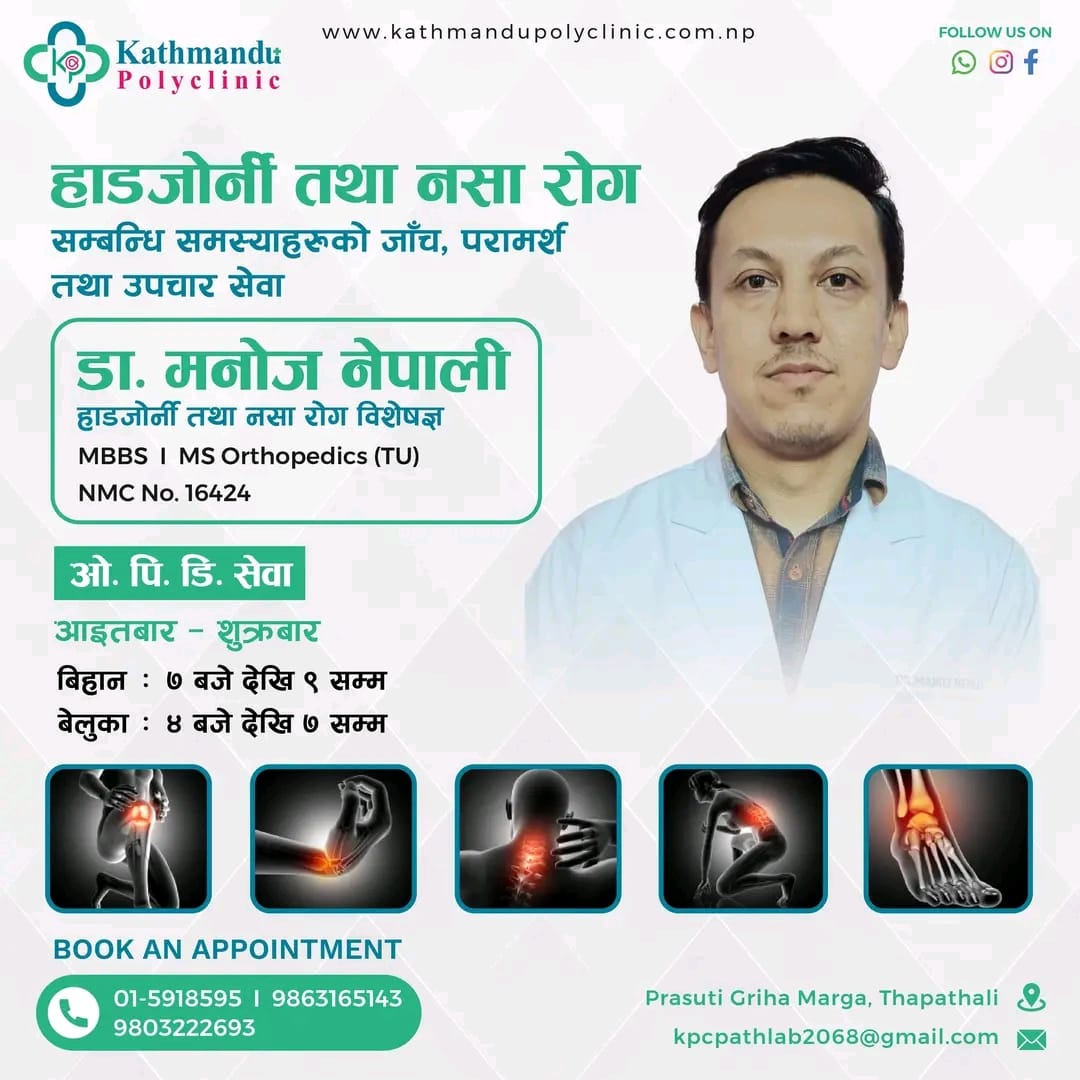 www.kathmandupolyclinic.com.np
FOLLOW US ON
Kathmandu
Polyclinic
हाडजोर्नी तथा नसा रोग
सम्बन्धि समस्याहरूको जाँच, परामर्श
तथा उपचार सेवा
डा. मनोज नेपाली
हाडजोर्नी तथा नसा रोग विशेषज्ञ
MBBS I MS Orthopedics (TU)
NMC No. 16424
ओ. पि. डि. सेवा
आइतबार – शुक्रबार
बिहान : ७ बजे देखि ९ सम्म
बेलुका : ४ बजे देखि ७ सम्म
BOOK AN APPOINTMENT
01-5918595 I 9863165143
9803222693
Prasuti Griha Marga, Thapathali
kpcpathlab2068@gmail.com